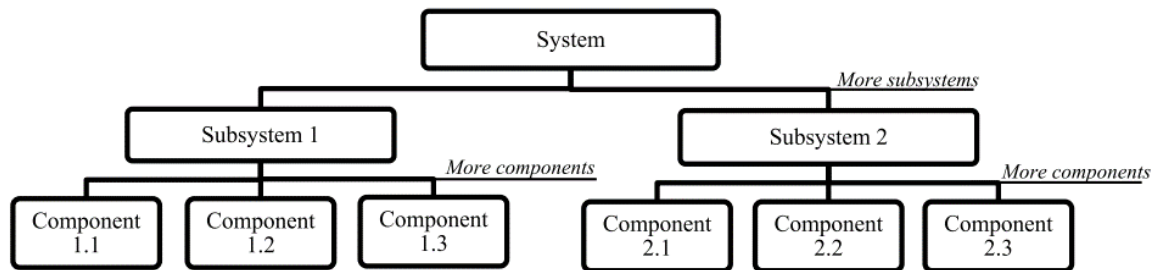 System
More subsystems
Subsystem 1
Subsystem 2
More components
More components
Component
1.1
Component
1.2
Component
1.3
Component
2.1
Component
2.2
Component
2.3